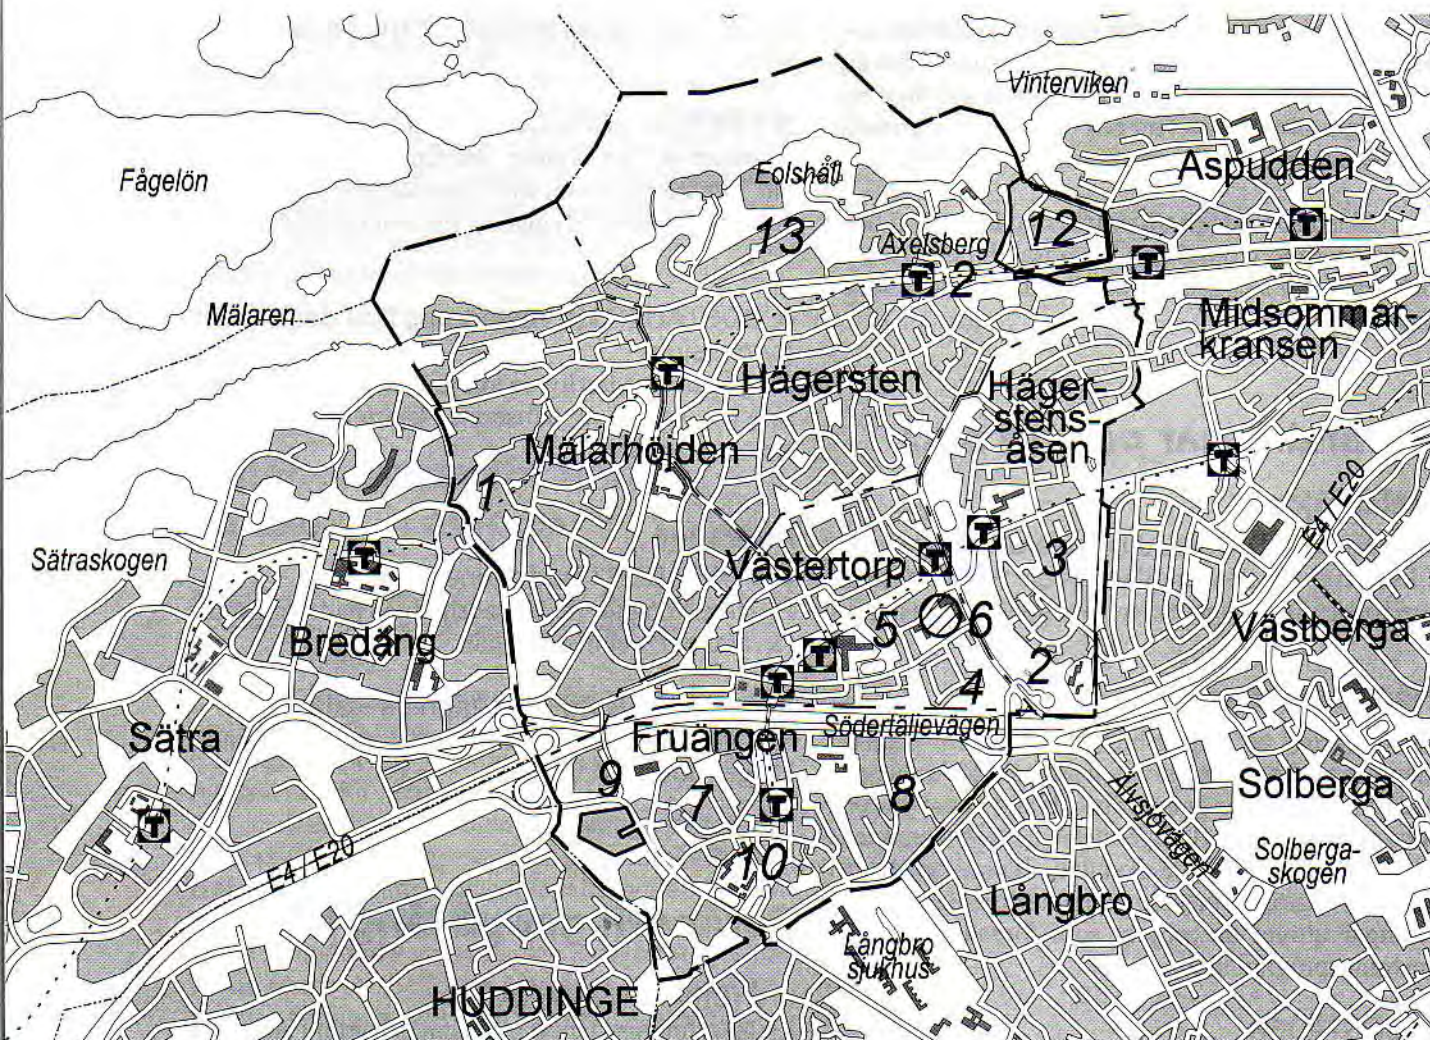 Vinterviken
Aspudden
Fågelön
Eolshäll
13
Axelsberg
12
T
T
T
2
Mälaren
Midsommar-
kransen
T
Hägersten
Häger-
stens-
åsen
Mälarhöjden
T
1
E4 / E20
T
Sätraskogen
T
Västertorp
T
3
5
6
Västberga
Bredäng
T
2
T
4
Sätra
Fruängen
Södertäljevägen
9
7
8
Solberga
T
T
Älvsjövägen
E4 / E20
10
Solberga-
skogen
Långbro
Långbro
sjukhus
HUDDINGE